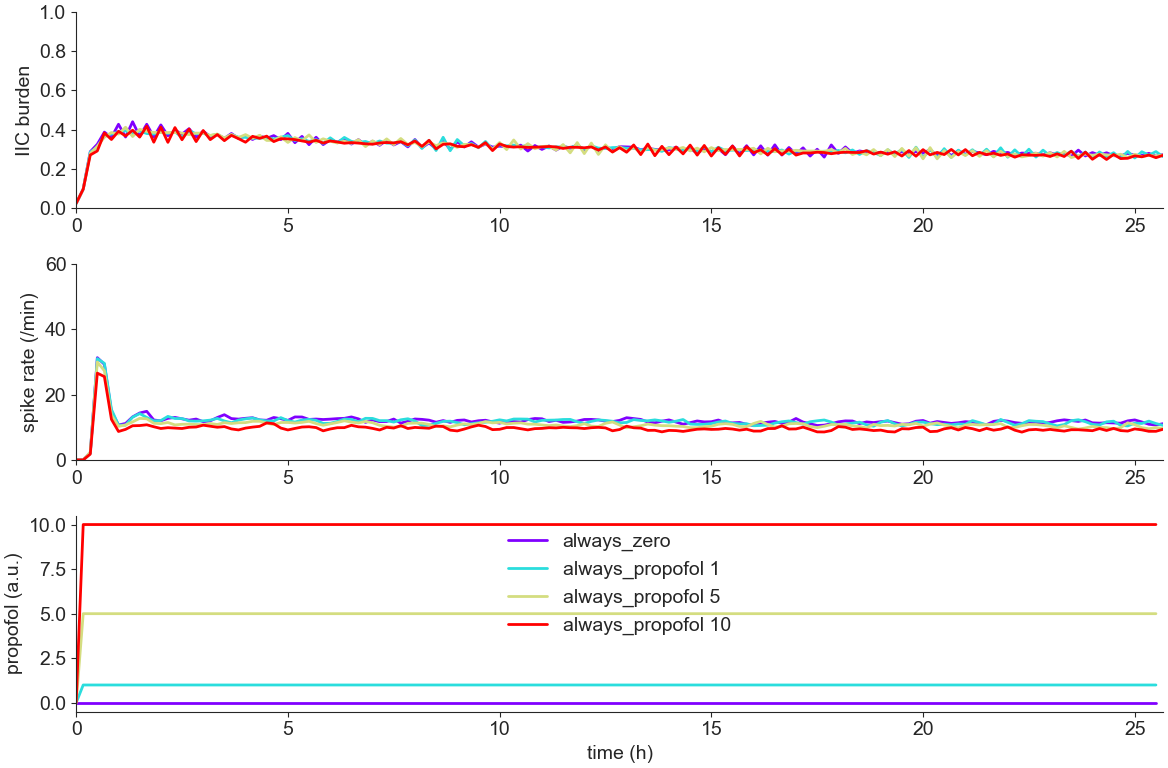 1.0
0.8
0.6
0.4
0.2
0.0
IIC burden
0 5 10 15 20 25
60
40
20
0
spike rate (/min)
0 5 10 15 20 25
10.0
7.5
5.0
2.5
0.0
propofol (a.u.)
always_zero
always_propofol 1
always_propofol 5
always_propofol 10
0 5 10 15 20 25
time (h)